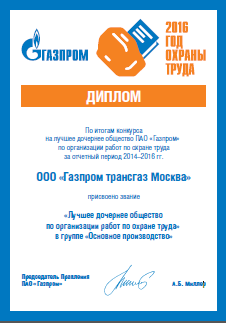 ГАЗПРОМ
2016
ГОД
ОХРАНЫ
ТРУДА
ДИПЛОМ
По итогам конкурса
на лучшее дочернее общество ПАО «Газпром»
по организации работ по охране труда
за отчетный период 2014–2016 гг.
ООО «Газпром трансгаз Москва»
присвоено звание
«Лучшее дочернее общество
по организации работ по охране труда»
в группе «Основное производство»
Председатель Правления
ПАО «Газпром»
А.Б. Миллер